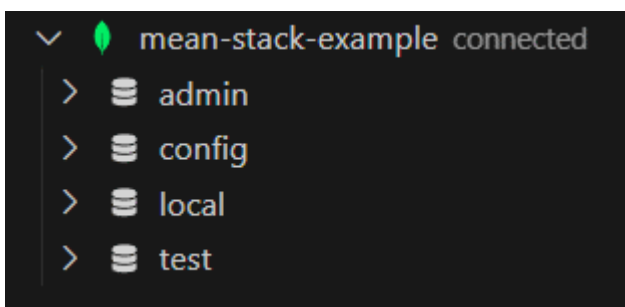 mean-stack-example connected
admin
config
local
test